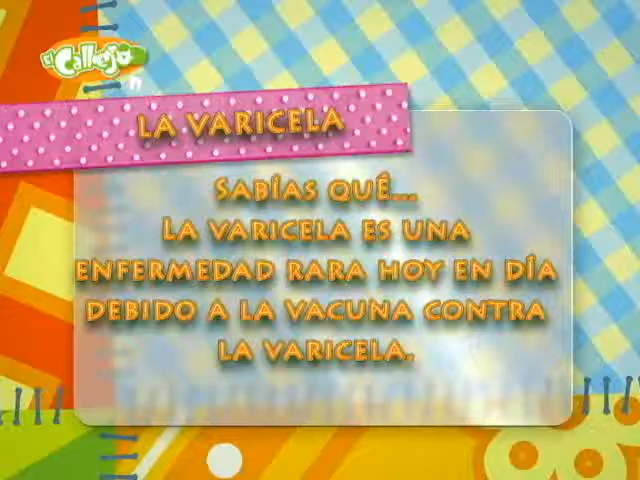 El Callejo
n
LA VARICELA
SABÍAS QUÉ...
LA VARICELA ES UNA
ENFERMEDAD RARA HOY EN DÍA
DEBIDO A LA VACUNA CONTRA
LA VARICELA.